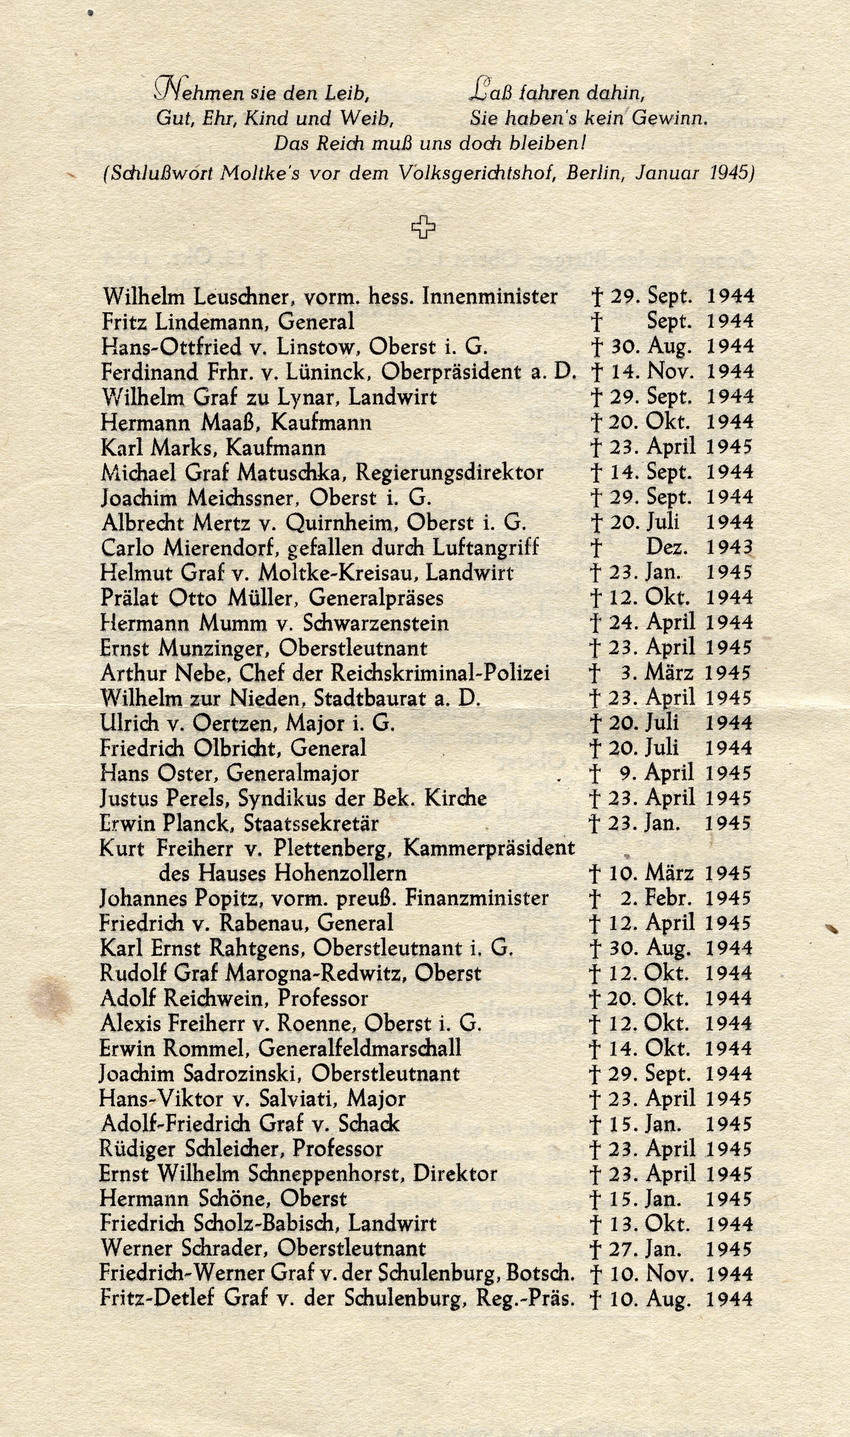 Nehmen sie den Leib, Laß fahren dahin,
Gut, Ehr, Kind und Weib, Sie haben's kein Gewinn.
Das Reich muß uns doch bleiben!
(Schlußwort Moltke's vor dem Volksgerichtshof, Berlin, Januar 1945)
Wilhelm Leuschner, vorm. hess. Innenminister † 29. Sept. 1944
Fritz Lindemann, General † Sept. 1944
Hans-Ottfried v. Linstow, Oberst i. G. † 30. Aug. 1944
Ferdinand Frhr. v. Lüninck, Oberpräsident a. D. † 14. Nov. 1944
Wilhelm Graf zu Lynar, Landwirt † 29. Sept. 1944
Hermann Maaß, Kaufmann † 20. Okt. 1944
Karl Marks, Kaufmann † 23. April 1945
Michael Graf Matuschka, Regierungsdirektor † 14. Sept. 1944
Joachim Meichssner, Oberst i. G. † 29. Sept. 1944
Albrecht Mertz v. Quirnheim, Oberst i. G. † 20. Juli 1944
Carlo Mierendorf, gefallen durch Luftangriff † Dez. 1943
Helmut Graf v. Moltke-Kreisau, Landwirt † 23. Jan. 1945
Prälat Otto Müller, Generalpräses † 12. Okt. 1944
Hermann Mumm v. Schwarzenstein † 24. April 1944
Ernst Munzinger, Oberstleutnant † 23. April 1945
Arthur Nebe, Chef der Reichskriminal-Polizei † 3. März 1945
Wilhelm zur Nieden, Stadtbaurat a. D. † 23. April 1945
Ulrich v. Oertzen, Major i. G. † 20. Juli 1944
Friedrich Olbricht, General † 20. Juli 1944
Hans Oster, Generalmajor † 9. April 1945
Justus Perels, Syndikus der Bek. Kirche † 23. April 1945
Erwin Planck, Staatssekretär † 23. Jan. 1945
Kurt Freiherr v. Plettenberg, Kammerpräsident
des Hauses Hohenzollern † 10. März 1945
Johannes Popitz, vorm. preuß. Finanzminister † 2. Febr. 1945
Friedrich v. Rabenau, General † 12. April 1945
Karl Ernst Rahtgens, Oberstleutnant i. G. † 30. Aug. 1944
Rudolf Graf Marogna-Redwitz, Oberst † 12. Okt. 1944
Adolf Reichwein, Professor † 20. Okt. 1944
Alexis Freiherr v. Roenne, Oberst i. G. † 12. Okt. 1944
Erwin Rommel, Generalfeldmarschall † 14. Okt. 1944
Joachim Sadrozinski, Oberstleutnant † 29. Sept. 1944
Hans-Viktor v. Salviati, Major † 23. April 1945
Adolf-Friedrich Graf v. Schack † 15. Jan. 1945
Rüdiger Schleicher, Professor † 23. April 1945
Ernst Wilhelm Schneppenhorst, Direktor † 23. April 1945
Hermann Schöne, Oberst † 15. Jan. 1945
Friedrich Scholz-Babisch, Landwirt † 13. Okt. 1944
Werner Schrader, Oberstleutnant † 27. Jan. 1945
Friedrich-Werner Graf v. der Schulenburg, Botsch. † 10. Nov. 1944
Fritz-Detlef Graf v. der Schulenburg, Reg.-Präs. † 10. Aug. 1944